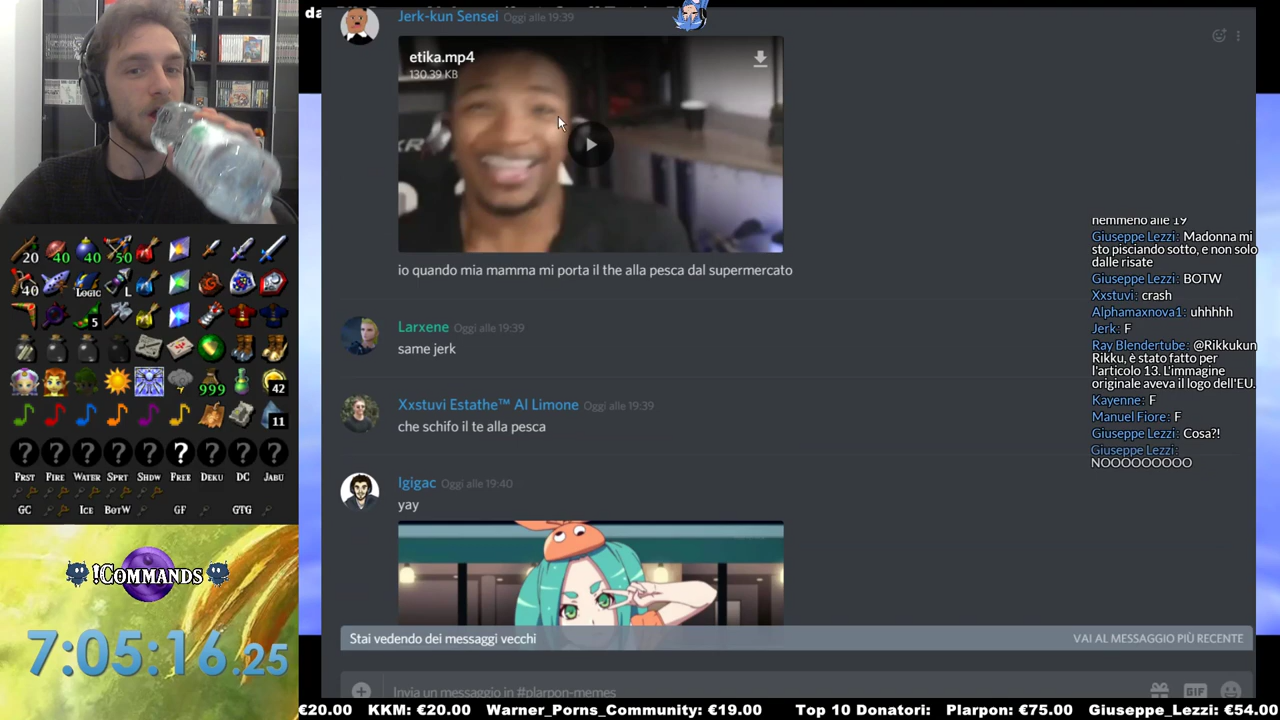 Jerk-kun Sensei Oggi alle 19:39
etika.mp4
130.39 KB
io quando mia mamma mi porta il the alla pesca dal supermercato
Larxene Oggi alle 19:39
same jerk
Xxstuvi Estathe™ Al Limone Oggi alle 19:39
che schifo il te alla pesca
Igigac Oggi alle 19:40
yay
Stai vedendo dei messaggi vecchi
VAI AL MESSAGGIO PIÙ RECENTE
Invia un messaggio in #plarpon-memes
GIF
nemmeno alle 19
Giuseppe Lezzi: Madonna mi
sto pisciando sotto, e non solo
dalle risate
Giuseppe Lezzi: BOTW
Xxstuvi: crash
Alphamaxnova1: uhhhhh
Jerk: F
Ray Blendertube: @Rikkukun
Rikku, è stato fatto per
l'articolo 13. L'immagine
originale aveva il logo dell'EU.
Kayenne: F
Manuel Fiore: F
Giuseppe Lezzi: Cosa?!
Giuseppe Lezzi:
NOOOOOOOOO
20 40 40 50
40 LOGIC L
5
999 42
11
? ? ? ? ? ? ? ? ?
FRST FIRE WATER SPRT SHDW FREE DEKU DC JABU
GC ICE BOTW GF GTG
!COMMANDS
7:05:16.25
€20.00 KKM: €20.00 Warner_Porns_Community: €19.00 Top 10 Donatori: Plarpon: €75.00 Giuseppe_Lezzi: €54.00